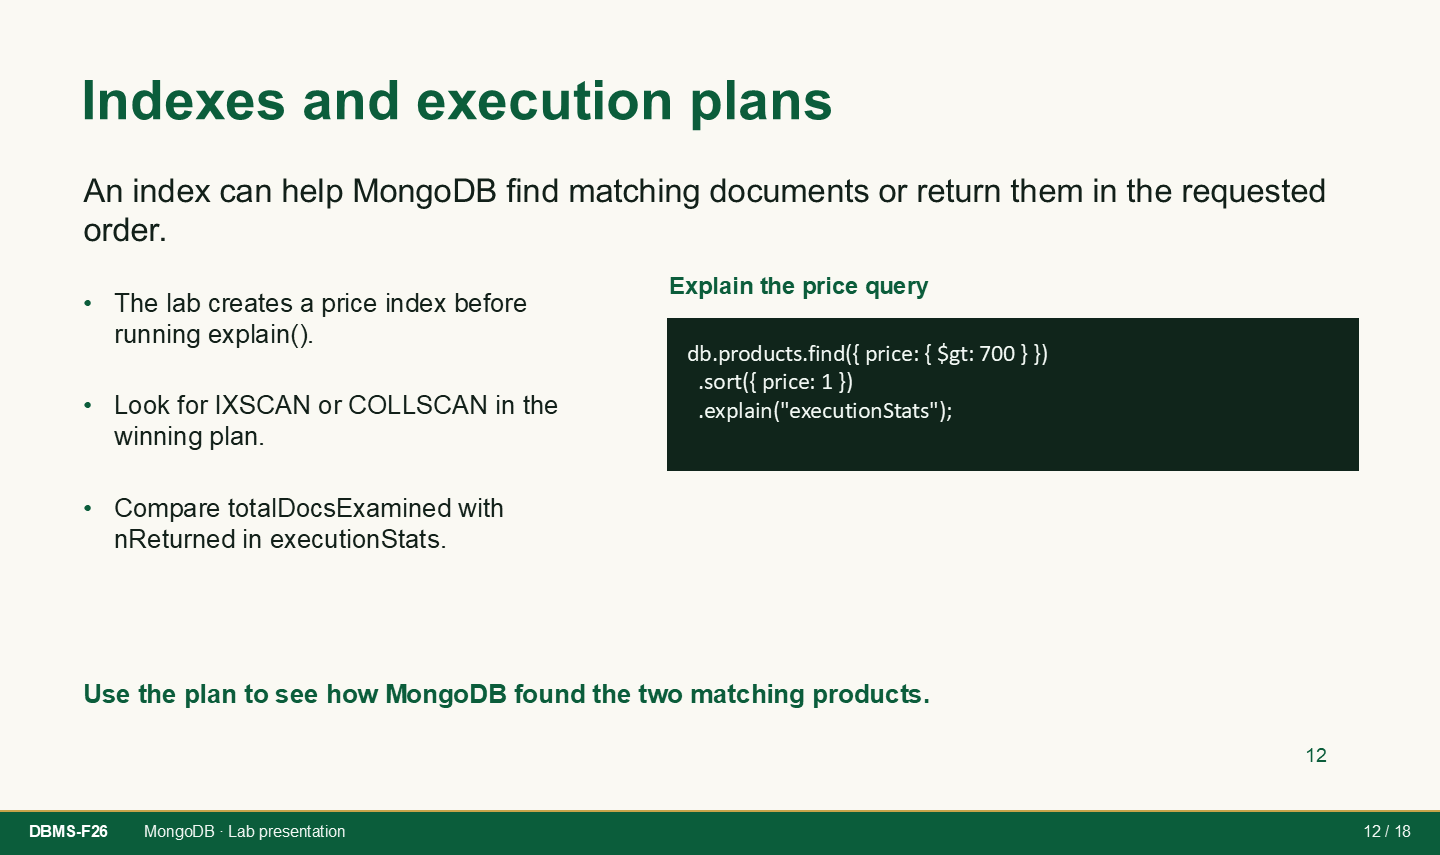 Indexes and execution plans
An index can help MongoDB find matching documents or return them in the requested
order.
• The lab creates a price index before
running explain().
• Look for IXSCAN or COLLSCAN in the
winning plan.
• Compare totalDocsExamined with
nReturned in executionStats.
Explain the price query
db.products.find({ price: { $gt: 700 } })
  .sort({ price: 1 })
  .explain("executionStats");
Use the plan to see how MongoDB found the two matching products.
12
DBMS-F26 MongoDB · Lab presentation 12 / 18